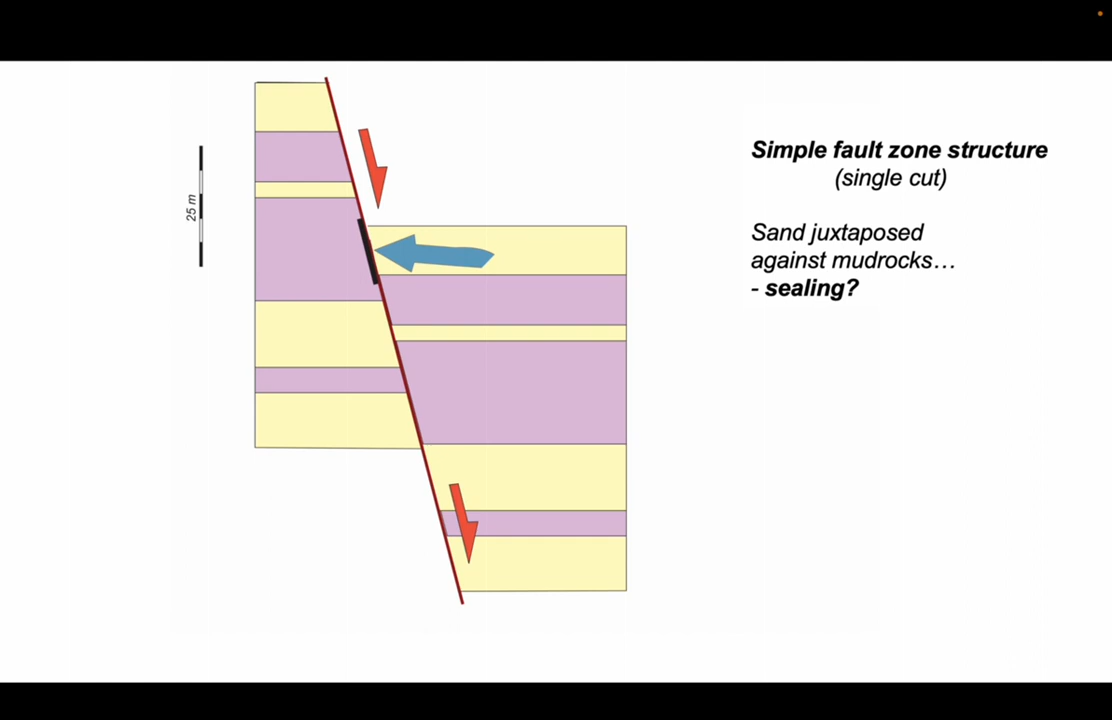 25 m
Simple fault zone structure
(single cut)
Sand juxtaposed
against mudrocks…
- sealing?